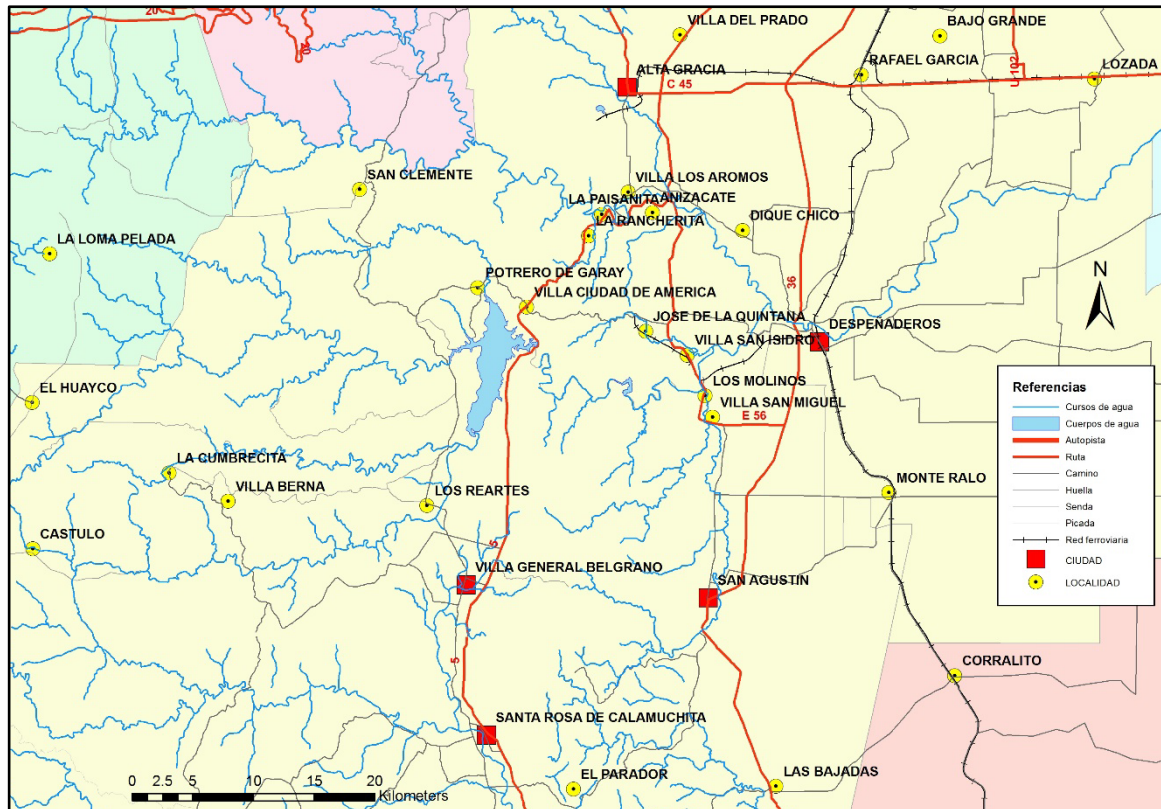 20
20
VILLA DEL PRADO
BAJO GRANDE
ALTA GRACIA
RAFAEL GARCIA
LOZADA
C 45
U 102
SAN CLEMENTE
VILLA LOS AROMOS
LA PAISANITA
ANIZACATE
LA RANCHERITA
DIQUE CHICO
LA LOMA PELADA
POTRERO DE GARAY
36
N
VILLA CIUDAD DE AMERICA
JOSE DE LA QUINTANA
DESPEÑADEROS
VILLA SAN ISIDRO
EL HUAYCO
LOS MOLINOS
VILLA SAN MIGUEL
E 56
LA CUMBRECITA
VILLA BERNA
LOS REARTES
MONTE RALO
CASTULO
5
VILLA GENERAL BELGRANO
SAN AGUSTIN
5
CORRALITO
SANTA ROSA DE CALAMUCHITA
EL PARADOR
LAS BAJADAS
Referencias
Cursos de agua
Cuerpos de agua
Autopista
Ruta
Camino
Huella
Senda
Picada
Red ferroviaria
CIUDAD
LOCALIDAD
0 2.5 5 10 15 20
Kilometers